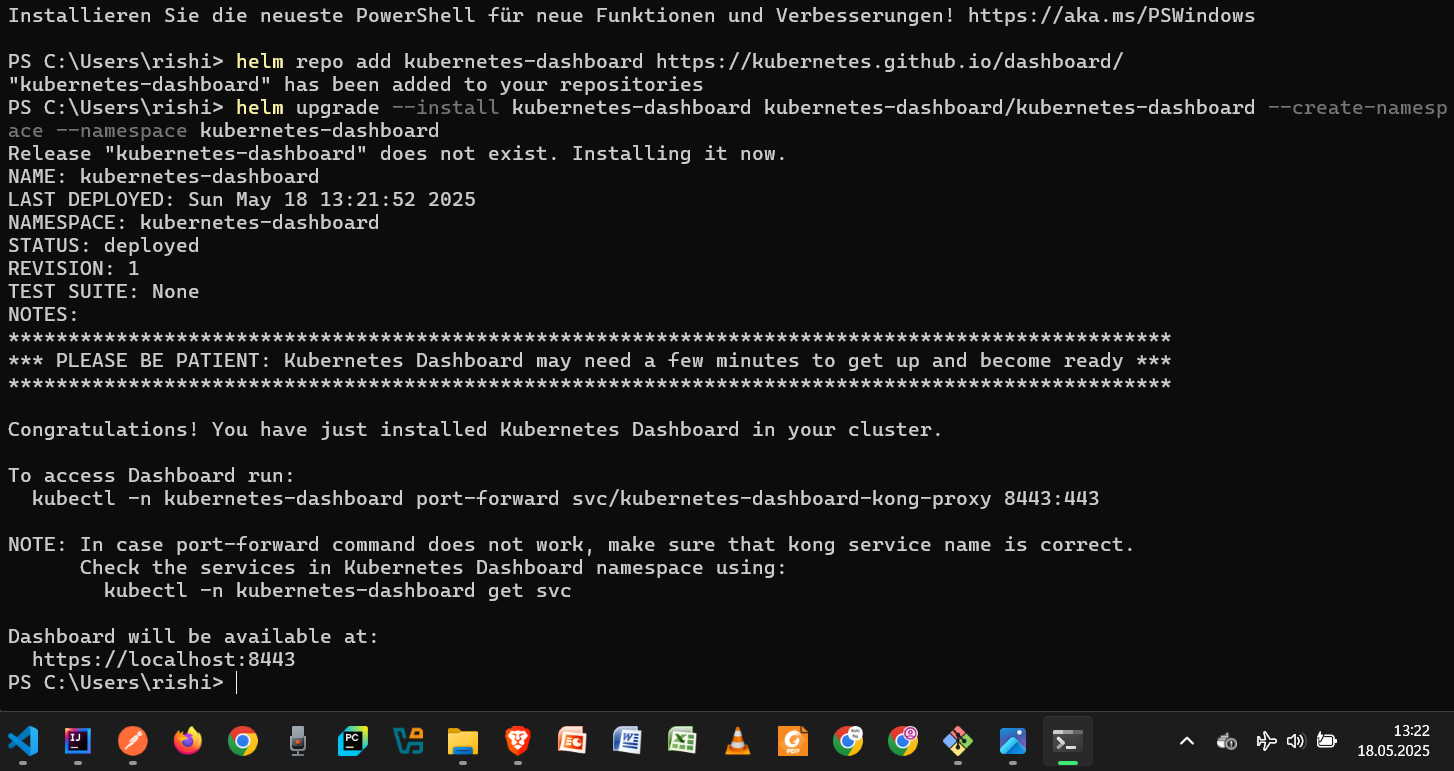 Installieren Sie die neueste PowerShell für neue Funktionen und Verbesserungen! https://aka.ms/PSWindows
PS C:\Users\rishi> helm repo add kubernetes-dashboard https://kubernetes.github.io/dashboard/
"kubernetes-dashboard" has been added to your repositories
PS C:\Users\rishi> helm upgrade --install kubernetes-dashboard kubernetes-dashboard/kubernetes-dashboard --create-namesp
ace --namespace kubernetes-dashboard
Release "kubernetes-dashboard" does not exist. Installing it now.
NAME: kubernetes-dashboard
LAST DEPLOYED: Sun May 18 13:21:52 2025
NAMESPACE: kubernetes-dashboard
STATUS: deployed
REVISION: 1
TEST SUITE: None
NOTES:
*************************************************************************************************
*** PLEASE BE PATIENT: Kubernetes Dashboard may need a few minutes to get up and become ready ***
*************************************************************************************************
Congratulations! You have just installed Kubernetes Dashboard in your cluster.
To access Dashboard run:
kubectl -n kubernetes-dashboard port-forward svc/kubernetes-dashboard-kong-proxy 8443:443
NOTE: In case port-forward command does not work, make sure that kong service name is correct.
Check the services in Kubernetes Dashboard namespace using:
kubectl -n kubernetes-dashboard get svc
Dashboard will be available at:
https://localhost:8443
PS C:\Users\rishi>
13:22
18.05.2025